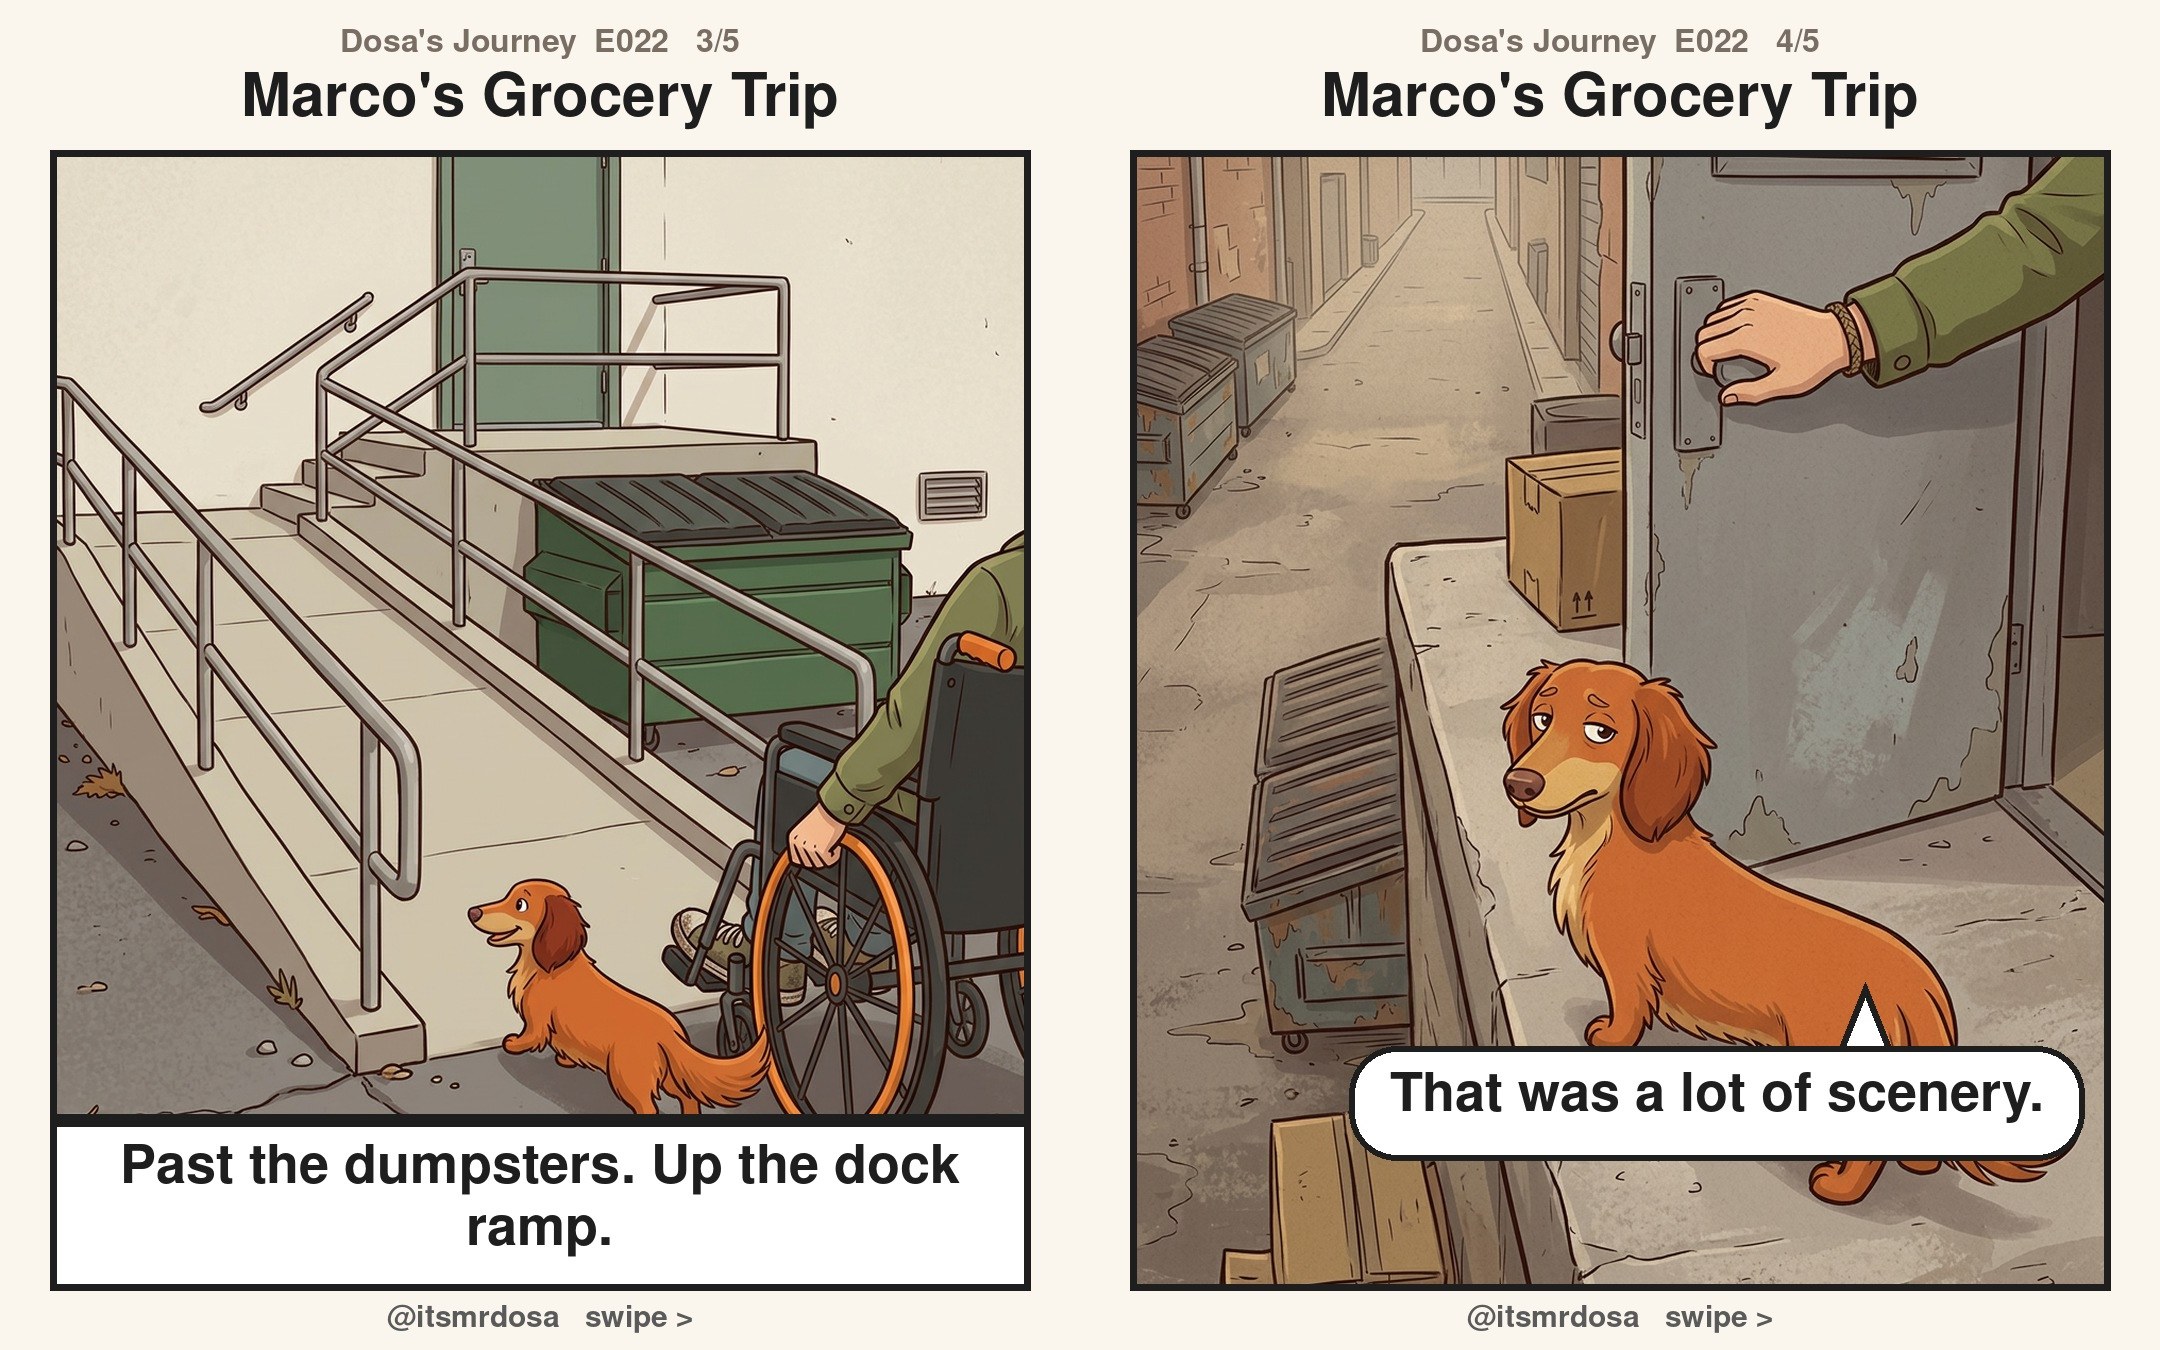 Dosa's Journey E022 3/5
Marco's Grocery Trip
Past the dumpsters. Up the dock
ramp.
@itsmrdosa swipe >
Dosa's Journey E022 4/5
Marco's Grocery Trip
That was a lot of scenery.
@itsmrdosa swipe >